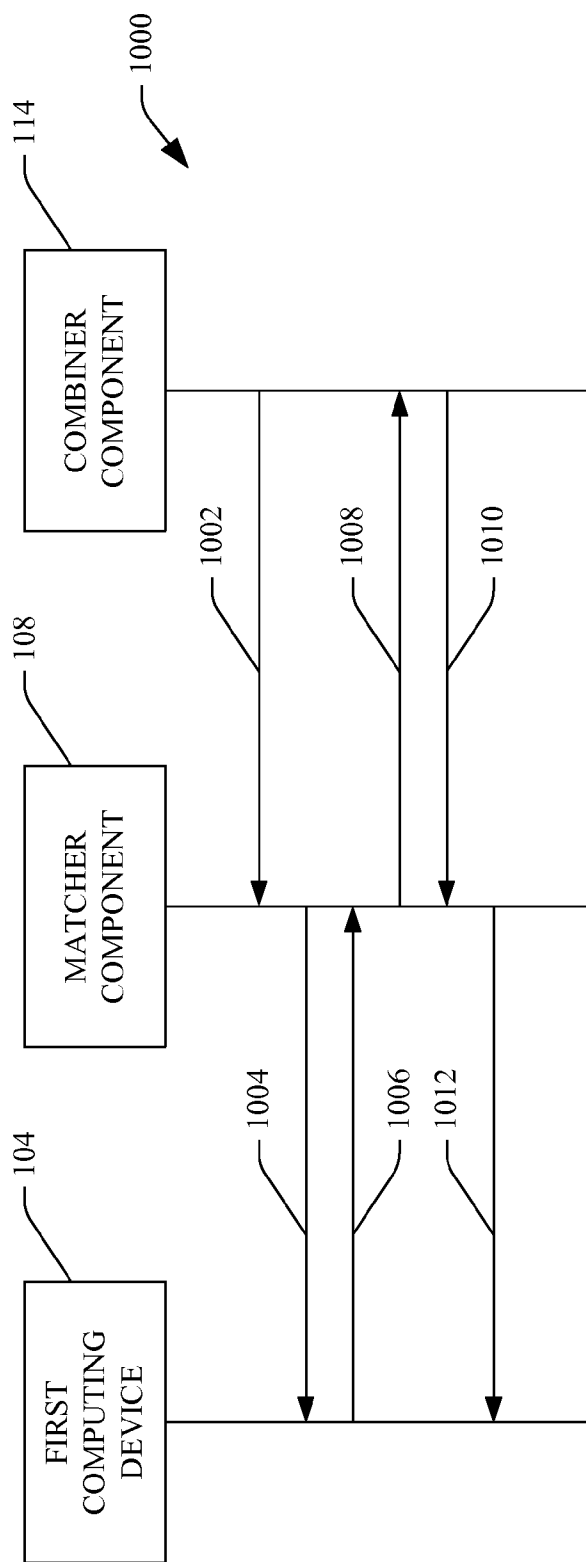 1000
104
108
114
FIRST
COMPUTING
DEVICE
MATCHER
COMPONENT
COMBINER
COMPONENT
1002
1004
1006
1008
1010
1012